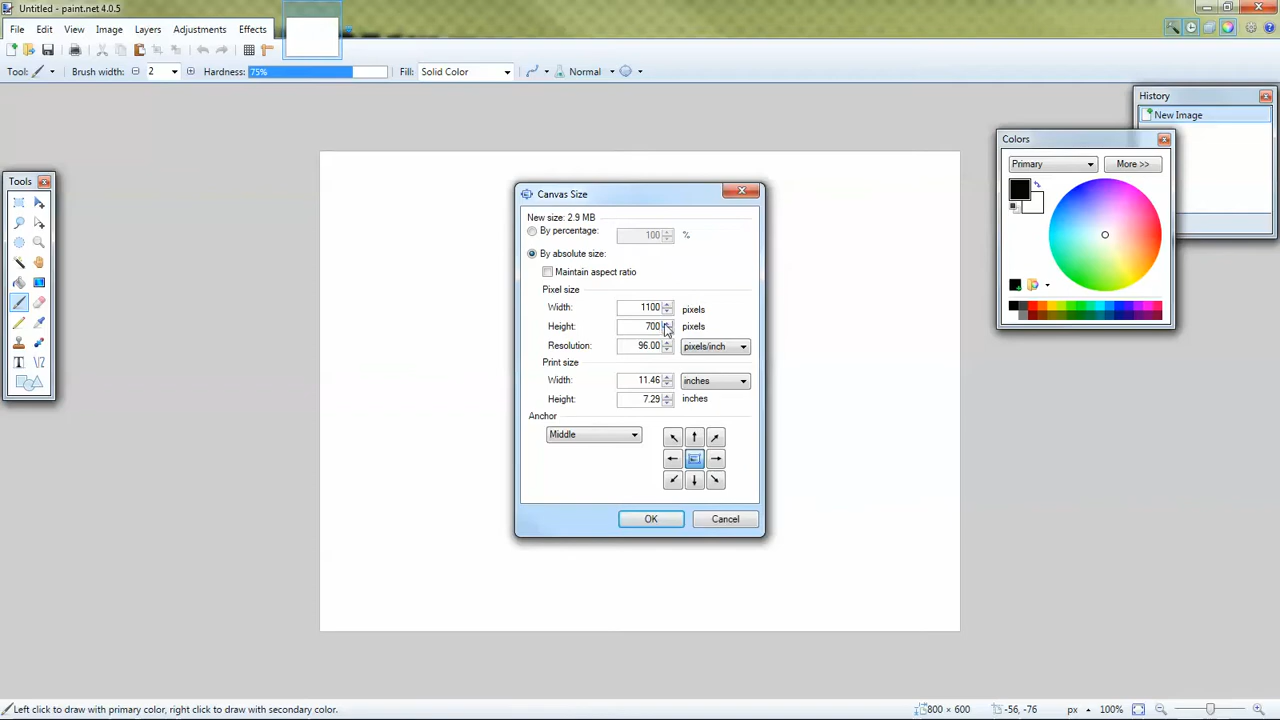 Untitled - paint.net 4.0.5
File Edit View Image Layers Adjustments Effects
Tool: Brush width: 2 Hardness: 75% Fill: Solid Color Normal
History
New Image
Colors
Primary More >>
Tools
Canvas Size
New size: 2.9 MB
By percentage: 100 %
By absolute size:
Maintain aspect ratio
Pixel size
Width: 1100 pixels
Height: 700 pixels
Resolution: 96.00 pixels/inch
Print size
Width: 11.46 inches
Height: 7.29 inches
Anchor
Middle
OK Cancel
Left click to draw with primary color, right click to draw with secondary color. 800 × 600 -56, -76 px 100%